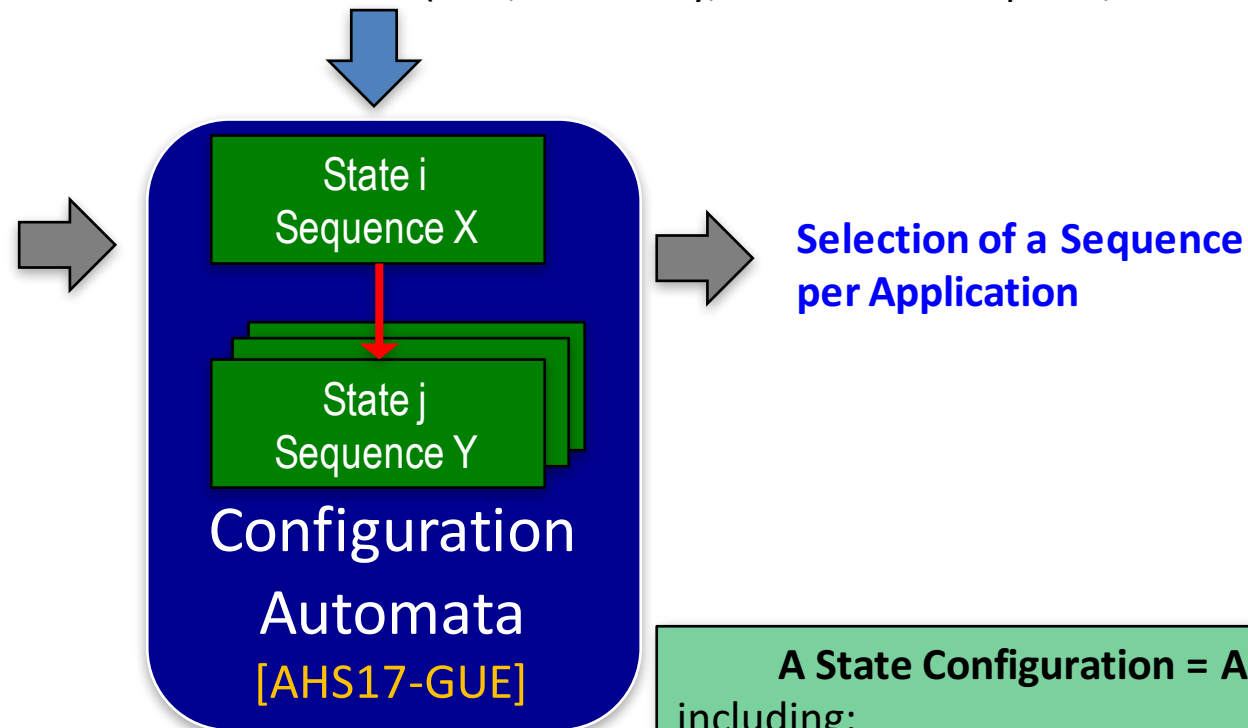 State i
Sequence X
Selection of a Sequence
per Application
State j
Sequence Y
Configuration
Automata
[AHS17-GUE]
A State Configuration = A
including: